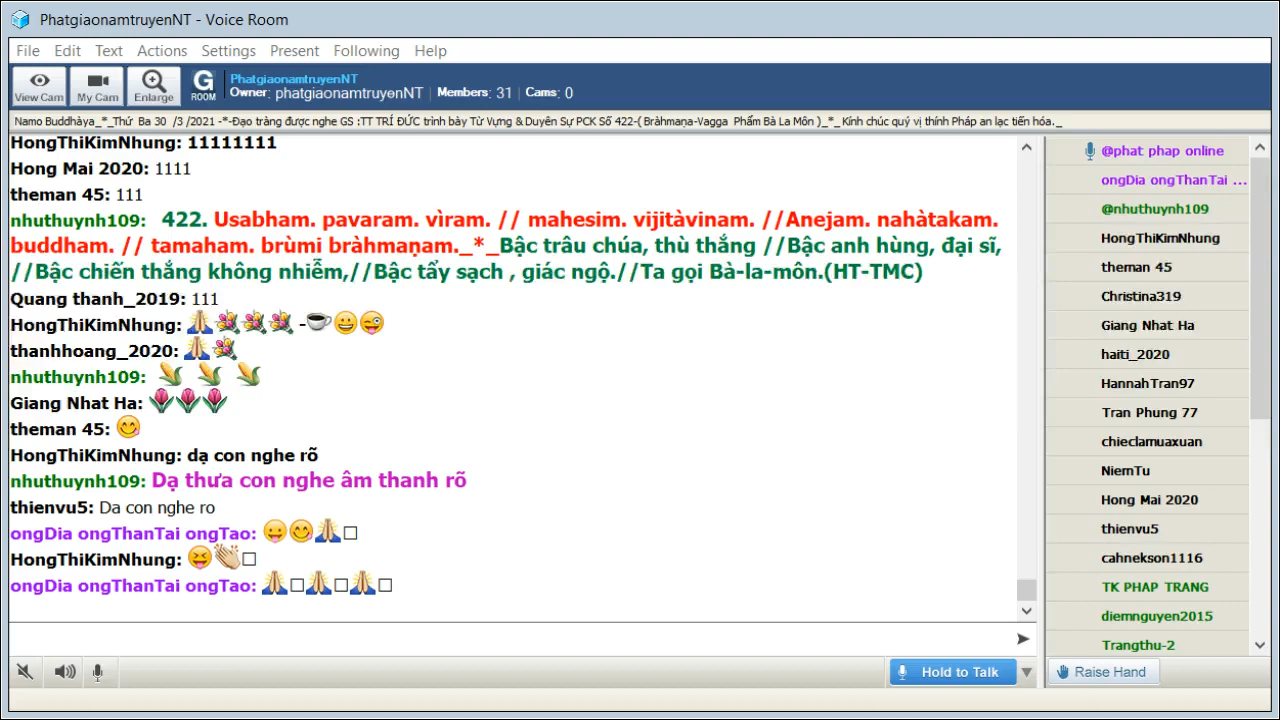 PhatgiaonamtruyenNT - Voice Room
File Edit Text Actions Settings Present Following Help
View Cam
My Cam
Enlarge
G
ROOM
PhatgiaonamtruyenNT
Owner: phatgiaonamtruyenNT | Members: 31 | Cams: 0
Namo Buddhàya_*_Thứ Ba 30 /3 /2021 -*-Đạo tràng được nghe GS :TT TRÍ ĐỨC trình bày Từ Vựng & Duyên Sự PCK Số 422-( Bràhmaṇa-Vagga Phẩm Bà La Môn )_*_ Kính chúc quý vị thính Pháp an lạc tiến hóa._
HongThiKimNhung: 11111111
Hong Mai 2020: 1111
theman 45: 111
nhuthuynh109: 422. Usabham. pavaram. vìram. // mahesim. vijitàvinam. //Anejam. nahàtakam.
buddham. // tamaham. brùmi bràhmaṇam._*_Bậc trâu chúa, thù thắng //Bậc anh hùng, đại sĩ,
//Bậc chiến thắng không nhiễm,//Bậc tẩy sạch , giác ngộ.//Ta gọi Bà-la-môn.(HT-TMC)
Quang thanh_2019: 111
HongThiKimNhung: 🙏💐💐💐 -☕😀😜
thanhhoang_2020: 🙏💐
nhuthuynh109: 🌽 🌽 🌽
Giang Nhat Ha: 🌷🌷🌷
theman 45: 😋
HongThiKimNhung: dạ con nghe rõ
nhuthuynh109: Dạ thưa con nghe âm thanh rõ
thienvu5: Da con nghe ro
ongDia ongThanTai ongTao: 😛😋🙏□
HongThiKimNhung: 😝👏□
ongDia ongThanTai ongTao: 🙏□🙏□🙏□
Hold to Talk
@phat phap online
ongDia ongThanTai ...
@nhuthuynh109
HongThiKimNhung
theman 45
Christina319
Giang Nhat Ha
haiti_2020
HannahTran97
Tran Phung 77
chieclamuaxuan
NiemTu
Hong Mai 2020
thienvu5
cahnekson1116
TK PHAP TRANG
diemnguyen2015
Trangthu-2
Raise Hand